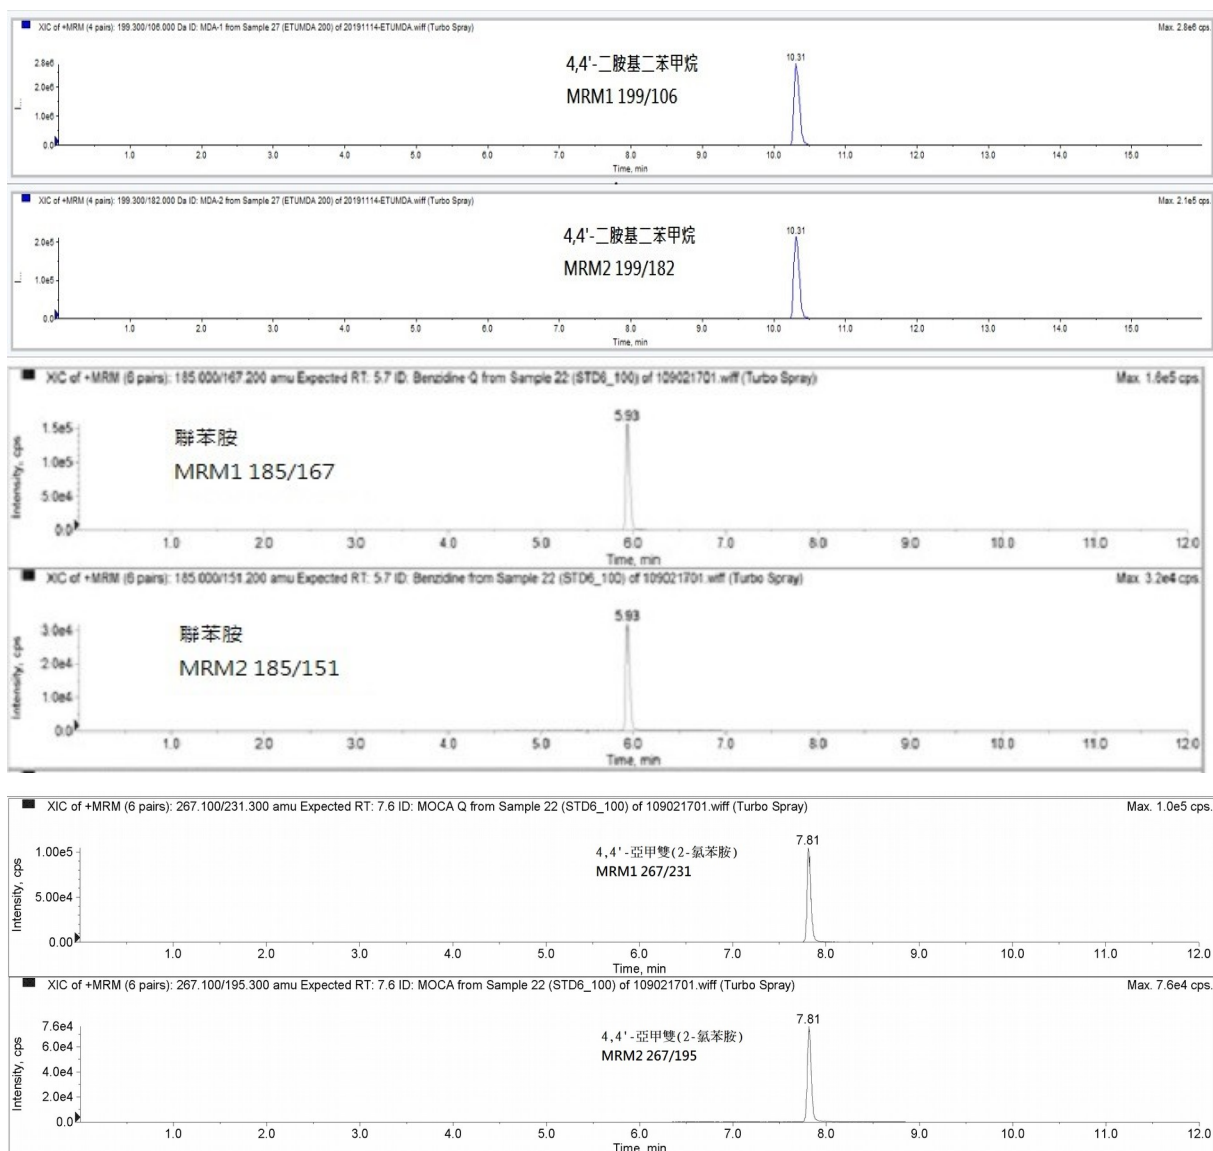 XIC of +MRM (4 pairs): 199.300/106.000 Da ID: MDA-1 from Sample 27 (ETUMDA 200) of 20191114-ETUMDA.wiff (Turbo Spray) Max. 2.8e6 cps.
4,4'-二胺基二苯甲烷
MRM1 199/106
10.31
2.8e6
2.0e6
1.0e6
0.0
I...
1.0 2.0 3.0 4.0 5.0 6.0 7.0 8.0 9.0 10.0 11.0 12.0 13.0 14.0 15.0
Time, min
XIC of +MRM (4 pairs): 199.300/182.000 Da ID: MDA-2 from Sample 27 (ETUMDA 200) of 20191114-ETUMDA.wiff (Turbo Spray) Max. 2.1e5 cps.
4,4'-二胺基二苯甲烷
MRM2 199/182
10.31
2.0e5
1.0e5
0.0
I...
1.0 2.0 3.0 4.0 5.0 6.0 7.0 8.0 9.0 10.0 11.0 12.0 13.0 14.0 15.0
Time, min
XIC of +MRM (6 pairs): 185.000/167.200 amu Expected RT: 5.7 ID: Benzidine Q from Sample 22 (STD6_100) of 109021701.wiff (Turbo Spray) Max. 1.6e5 cps.
5.93
聯苯胺
MRM1 185/167
1.5e5
1.0e5
5.0e4
0.0
Intensity, cps
1.0 2.0 3.0 4.0 5.0 6.0 7.0 8.0 9.0 10.0 11.0 12.0
Time, min
XIC of +MRM (6 pairs): 185.000/151.200 amu Expected RT: 5.7 ID: Benzidine from Sample 22 (STD6_100) of 109021701.wiff (Turbo Spray) Max. 3.2e4 cps.
5.93
聯苯胺
MRM2 185/151
3.0e4
2.0e4
1.0e4
0.0
Intensity, cps
1.0 2.0 3.0 4.0 5.0 6.0 7.0 8.0 9.0 10.0 11.0 12.0
Time, min
XIC of +MRM (6 pairs): 267.100/231.300 amu Expected RT: 7.6 ID: MOCA Q from Sample 22 (STD6_100) of 109021701.wiff (Turbo Spray) Max. 1.0e5 cps.
7.81
4,4'-亞甲雙(2-氯苯胺)
MRM1 267/231
1.00e5
5.00e4
0.00
Intensity, cps
1.0 2.0 3.0 4.0 5.0 6.0 7.0 8.0 9.0 10.0 11.0 12.0
Time, min
XIC of +MRM (6 pairs): 267.100/195.300 amu Expected RT: 7.6 ID: MOCA from Sample 22 (STD6_100) of 109021701.wiff (Turbo Spray) Max. 7.6e4 cps.
7.81
4,4'-亞甲雙(2-氯苯胺)
MRM2 267/195
7.6e4
6.0e4
4.0e4
2.0e4
0.0
Intensity, cps
1.0 2.0 3.0 4.0 5.0 6.0 7.0 8.0 9.0 10.0 11.0 12.0
Time, min